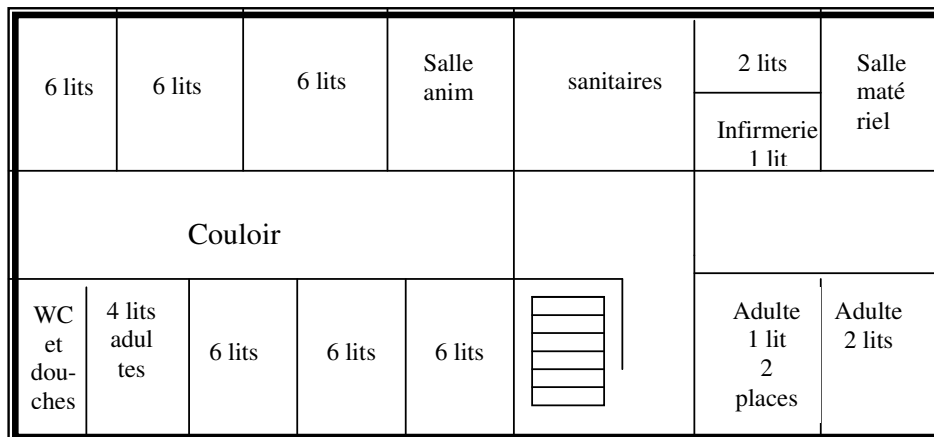 6 lits
6 lits
6 lits
Salle
anim
sanitaires
2 lits
Infirmerie
1 lit
Salle
maté
riel
Couloir
WC
et
dou-
ches
4 lits
adul
tes
6 lits
6 lits
6 lits
Adulte
1 lit
2
places
Adulte
2 lits